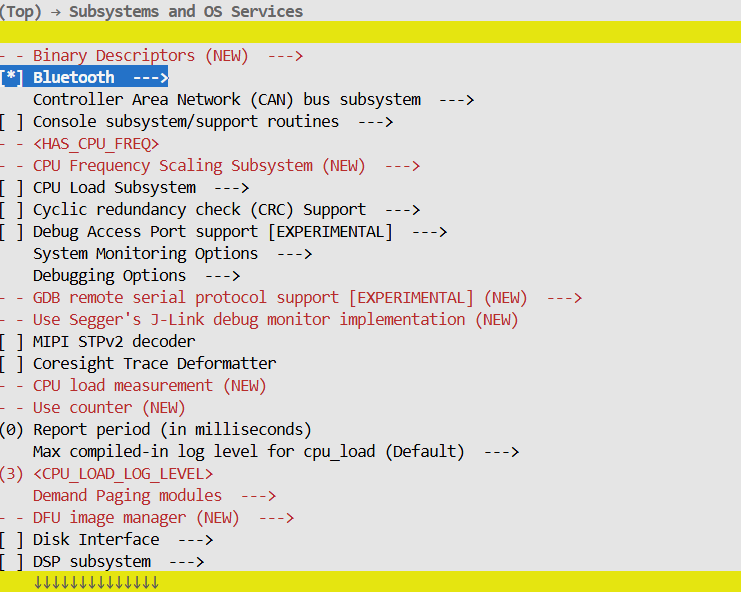 (Top) → Subsystems and OS Services
- - Binary Descriptors (NEW)  --->
[*] Bluetooth  --->
Controller Area Network (CAN) bus subsystem  --->
[ ] Console subsystem/support routines  --->
- - <HAS_CPU_FREQ>
- - CPU Frequency Scaling Subsystem (NEW)  --->
[ ] CPU Load Subsystem  --->
[ ] Cyclic redundancy check (CRC) Support  --->
[ ] Debug Access Port support [EXPERIMENTAL]  --->
System Monitoring Options  --->
Debugging Options  --->
- - GDB remote serial protocol support [EXPERIMENTAL] (NEW)  --->
- - Use Segger's J-Link debug monitor implementation (NEW)
[ ] MIPI STPv2 decoder
[ ] Coresight Trace Deformatter
- - CPU load measurement (NEW)
- - Use counter (NEW)
(0) Report period (in milliseconds)
Max compiled-in log level for cpu_load (Default)  --->
(3) <CPU_LOAD_LOG_LEVEL>
Demand Paging modules  --->
- - DFU image manager (NEW)  --->
[ ] Disk Interface  --->
[ ] DSP subsystem  --->
↓↓↓↓↓↓↓↓↓↓↓↓↓↓